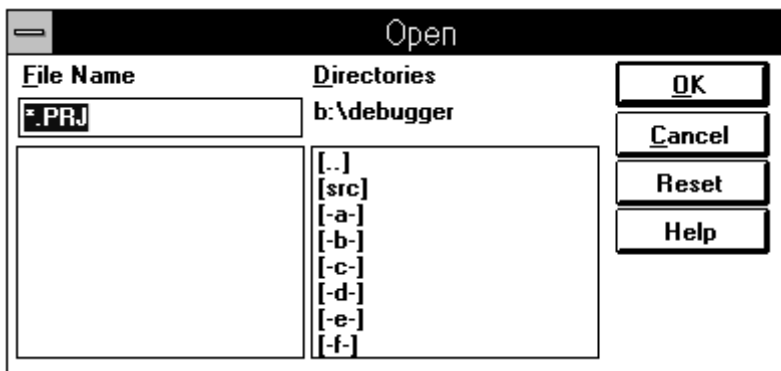 Open
File Name
*.PRJ
Directories
b:\debugger
[..]
[src]
[-a-]
[-b-]
[-c-]
[-d-]
[-e-]
[-f-]
OK
Cancel
Reset
Help